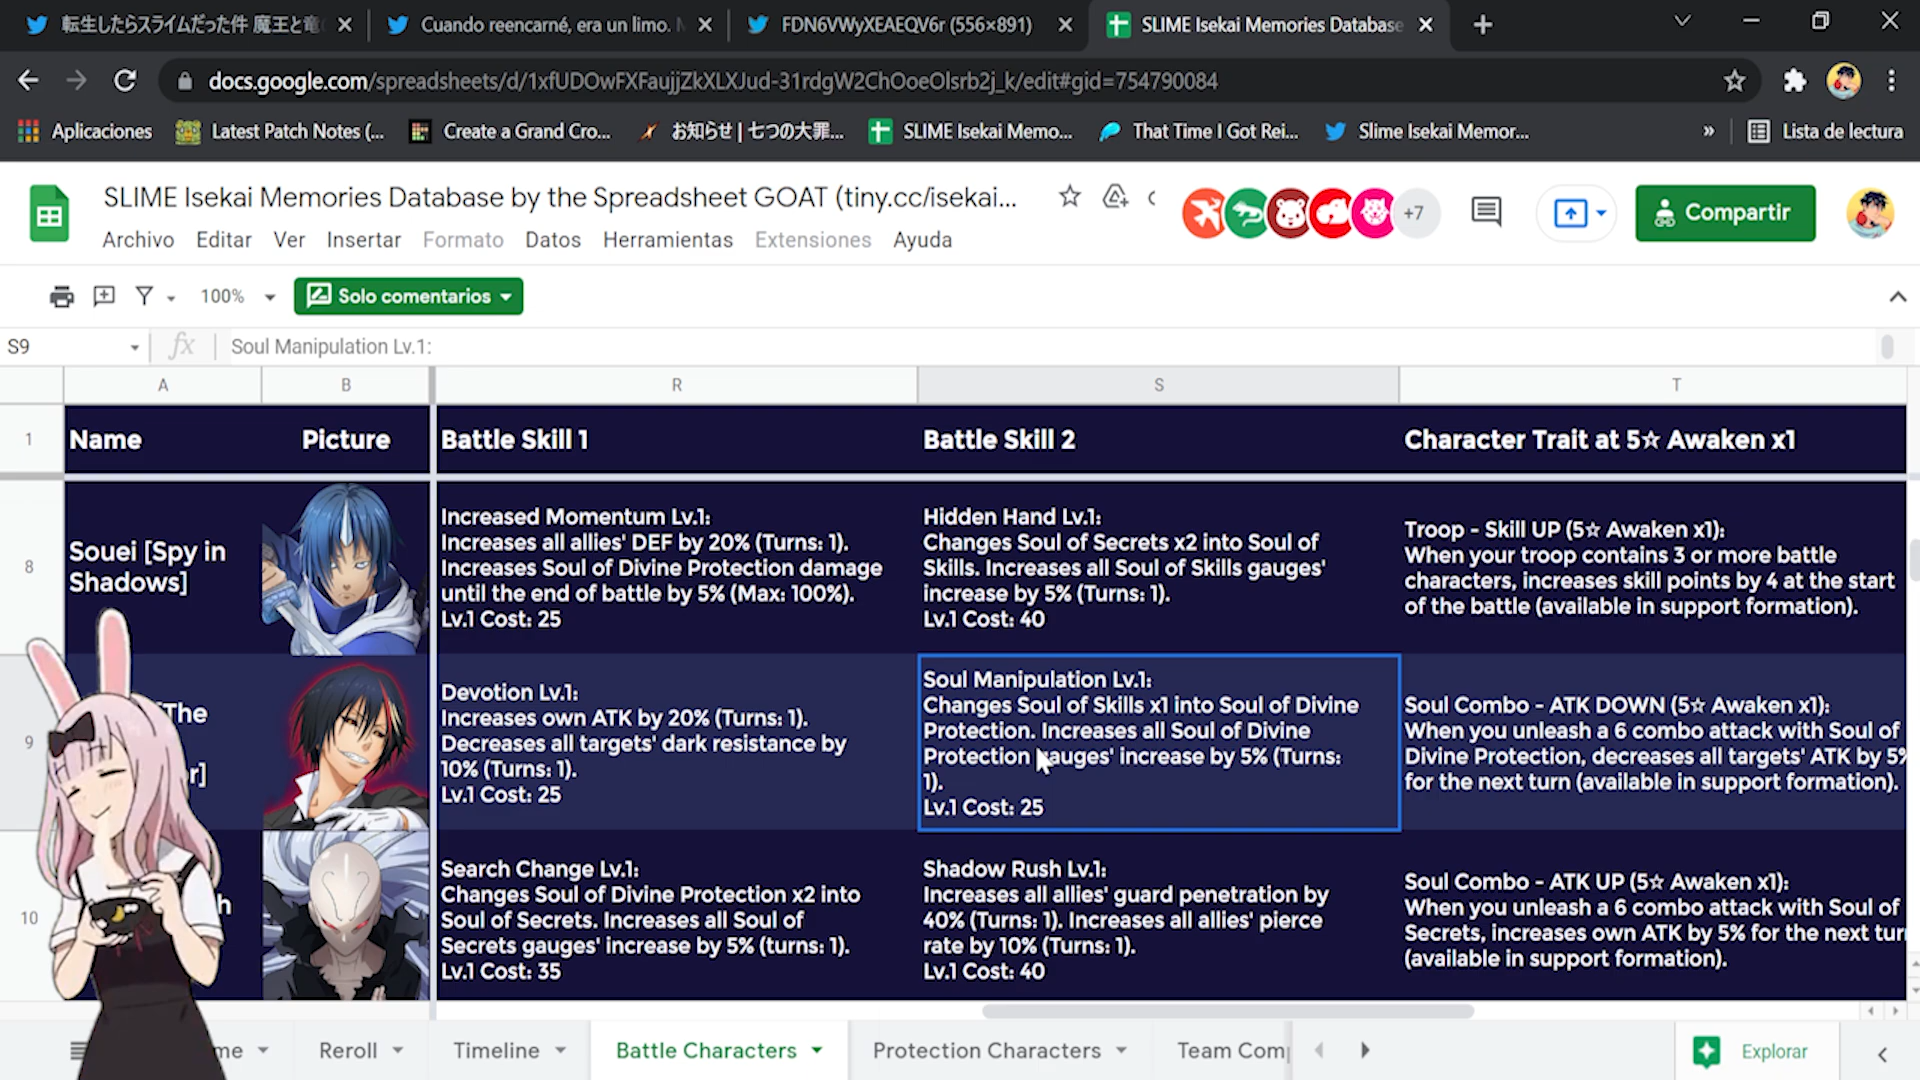 転生したらスライムだった件 魔王と竜
Cuando reencarné, era un limo.
FDN6VWyXEAEQV6r (556×891)
SLIME Isekai Memories Database
docs.google.com/spreadsheets/d/1xfUDOwFXFaujjZkXLXJud-31rdgW2ChOoeOlsrb2j_k/edit#gid=754790084
Aplicaciones
Latest Patch Notes (...
Create a Grand Cro...
お知らせ | 七つの大罪...
SLIME Isekai Memo...
That Time I Got Rei...
Slime Isekai Memor...
»
Lista de lectura
SLIME Isekai Memories Database by the Spreadsheet GOAT (tiny.cc/isekai...
+7
Compartir
Archivo Editar Ver Insertar Formato Datos Herramientas Extensiones Ayuda
100%
Solo comentarios
S9
fx
Soul Manipulation Lv.1:
A B R S T
1
Name Picture Battle Skill 1 Battle Skill 2 Character Trait at 5☆ Awaken x1
8
Souei [Spy in
Shadows]
Increased Momentum Lv.1:
Increases all allies' DEF by 20% (Turns: 1).
Increases Soul of Divine Protection damage
until the end of battle by 5% (Max: 100%).
Lv.1 Cost: 25
Hidden Hand Lv.1:
Changes Soul of Secrets x2 into Soul of
Skills. Increases all Soul of Skills gauges'
increase by 5% (Turns: 1).
Lv.1 Cost: 40
Troop - Skill UP (5☆ Awaken x1):
When your troop contains 3 or more battle
characters, increases skill points by 4 at the start
of the battle (available in support formation).
9
[The
r]
Devotion Lv.1:
Increases own ATK by 20% (Turns: 1).
Decreases all targets' dark resistance by
10% (Turns: 1).
Lv.1 Cost: 25
Soul Manipulation Lv.1:
Changes Soul of Skills x1 into Soul of Divine
Protection. Increases all Soul of Divine
Protection gauges' increase by 5% (Turns:
1).
Lv.1 Cost: 25
Soul Combo - ATK DOWN (5☆ Awaken x1):
When you unleash a 6 combo attack with Soul of
Divine Protection, decreases all targets' ATK by 5%
for the next turn (available in support formation).
10
h
Search Change Lv.1:
Changes Soul of Divine Protection x2 into
Soul of Secrets. Increases all Soul of
Secrets gauges' increase by 5% (turns: 1).
Lv.1 Cost: 35
Shadow Rush Lv.1:
Increases all allies' guard penetration by
40% (Turns: 1). Increases all allies' pierce
rate by 10% (Turns: 1).
Lv.1 Cost: 40
Soul Combo - ATK UP (5☆ Awaken x1):
When you unleash a 6 combo attack with Soul of
Secrets, increases own ATK by 5% for the next tur
(available in support formation).
me
Reroll
Timeline
Battle Characters
Protection Characters
Team Com
Explorar